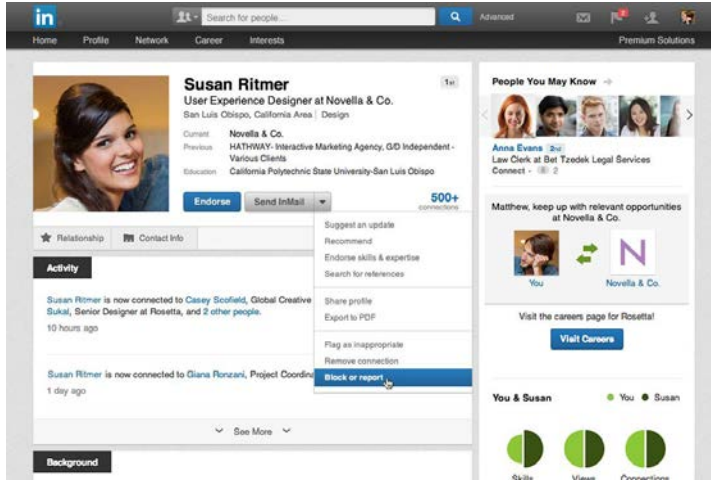 in
Search for people...
Advanced
Home Profile Network Career Interests
Premium Solutions
Susan Ritmer
1st
User Experience Designer at Novella & Co.
San Luis Obispo, California Area | Design
Current Novella & Co.
Previous HATHWAY- Interactive Marketing Agency, G/D Independent -
Various Clients
Education California Polytechnic State University-San Luis Obispo
Endorse
Send InMail
500+
connections
Suggest an update
Recommend
Endorse skills & expertise
Search for references
Share profile
Export to PDF
Flag as inappropriate
Remove connection
Block or report
Relationship
Contact Info
Activity
Susan Ritmer is now connected to Casey Scofield, Global Creative
Sukal, Senior Designer at Rosetta, and 2 other people.
10 hours ago
Susan Ritmer is now connected to Giana Ronzani, Project Coordina
1 day ago
See More
Background
People You May Know
Anna Evans 2nd
Law Clerk at Bet Tzedek Legal Services
Connect - 2
Matthew, keep up with relevant opportunities
at Novella & Co.
N
You
Novella & Co.
Visit the careers page for Rosetta!
Visit Careers
You & Susan
You Susan
Skills Views Connections